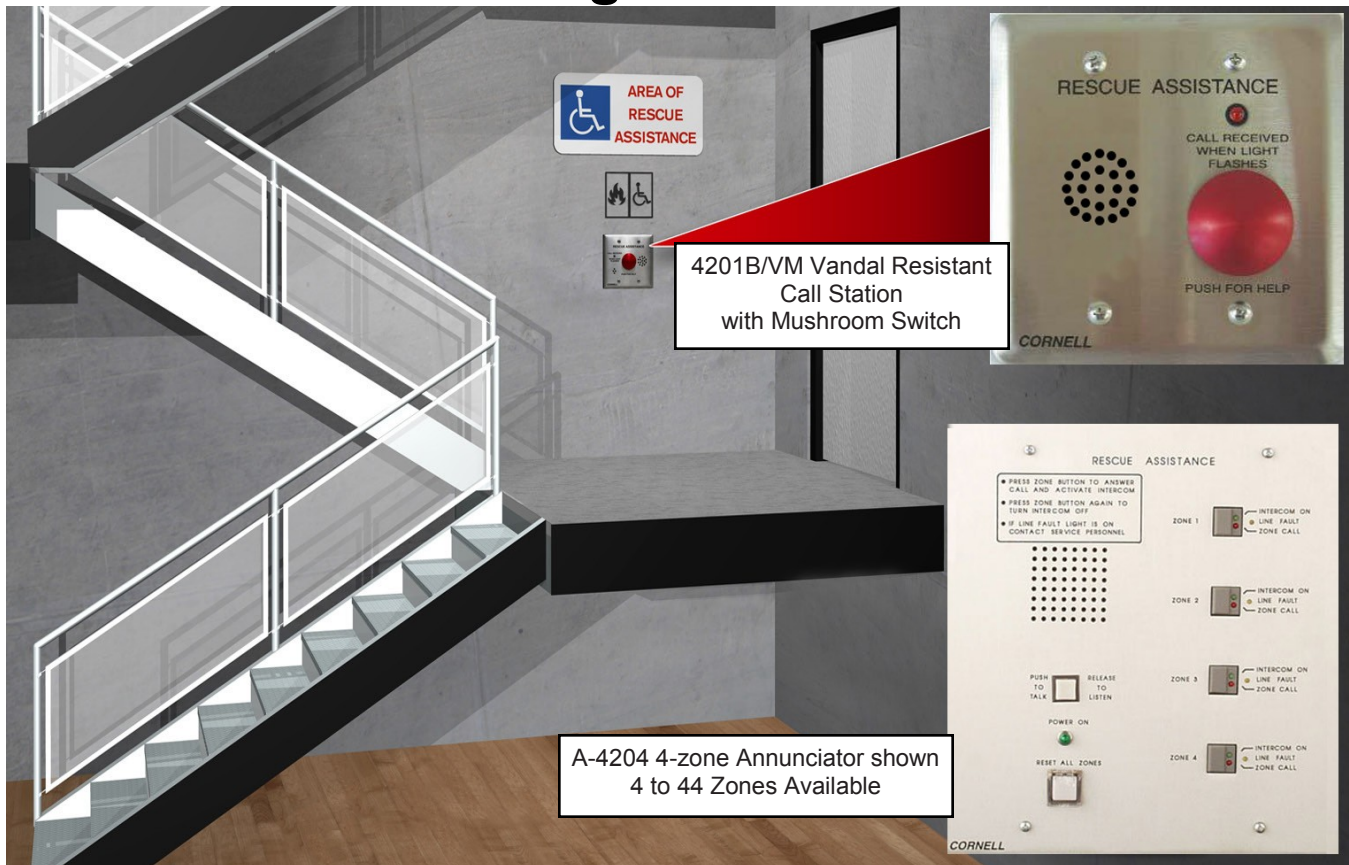 AREA OF
RESCUE
ASSISTANCE
4201B/VM Vandal Resistant
Call Station
with Mushroom Switch
RESCUE ASSISTANCE
CALL RECEIVED
WHEN LIGHT
FLASHES
PUSH FOR HELP
CORNELL
RESCUE ASSISTANCE
• PRESS ZONE BUTTON TO ANSWER
CALL AND ACTIVATE INTERCOM
• PRESS ZONE BUTTON AGAIN TO
TURN INTERCOM OFF
• IF LINE FAULT LIGHT IS ON
CONTACT SERVICE PERSONNEL
ZONE 1
INTERCOM ON
LINE FAULT
ZONE CALL
ZONE 2
INTERCOM ON
LINE FAULT
ZONE CALL
ZONE 3
INTERCOM ON
LINE FAULT
ZONE CALL
ZONE 4
INTERCOM ON
LINE FAULT
ZONE CALL
PUSH
TO
TALK
RELEASE
TO
LISTEN
POWER ON
RESET ALL ZONES
CORNELL
A-4204 4-zone Annunciator shown
4 to 44 Zones Available